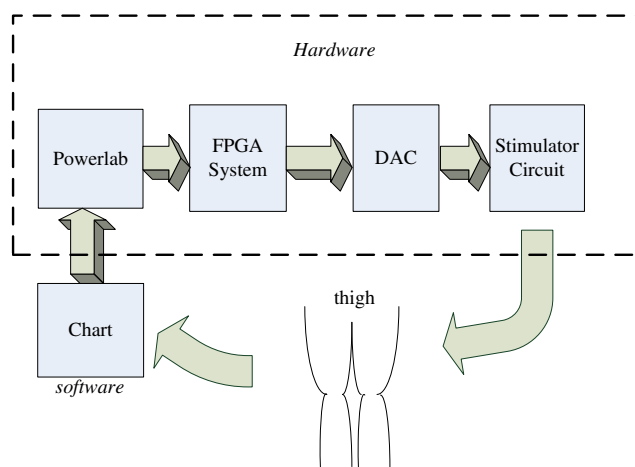 Hardware
Powerlab
FPGA
System
DAC
Stimulator
Circuit
thigh
Chart
software